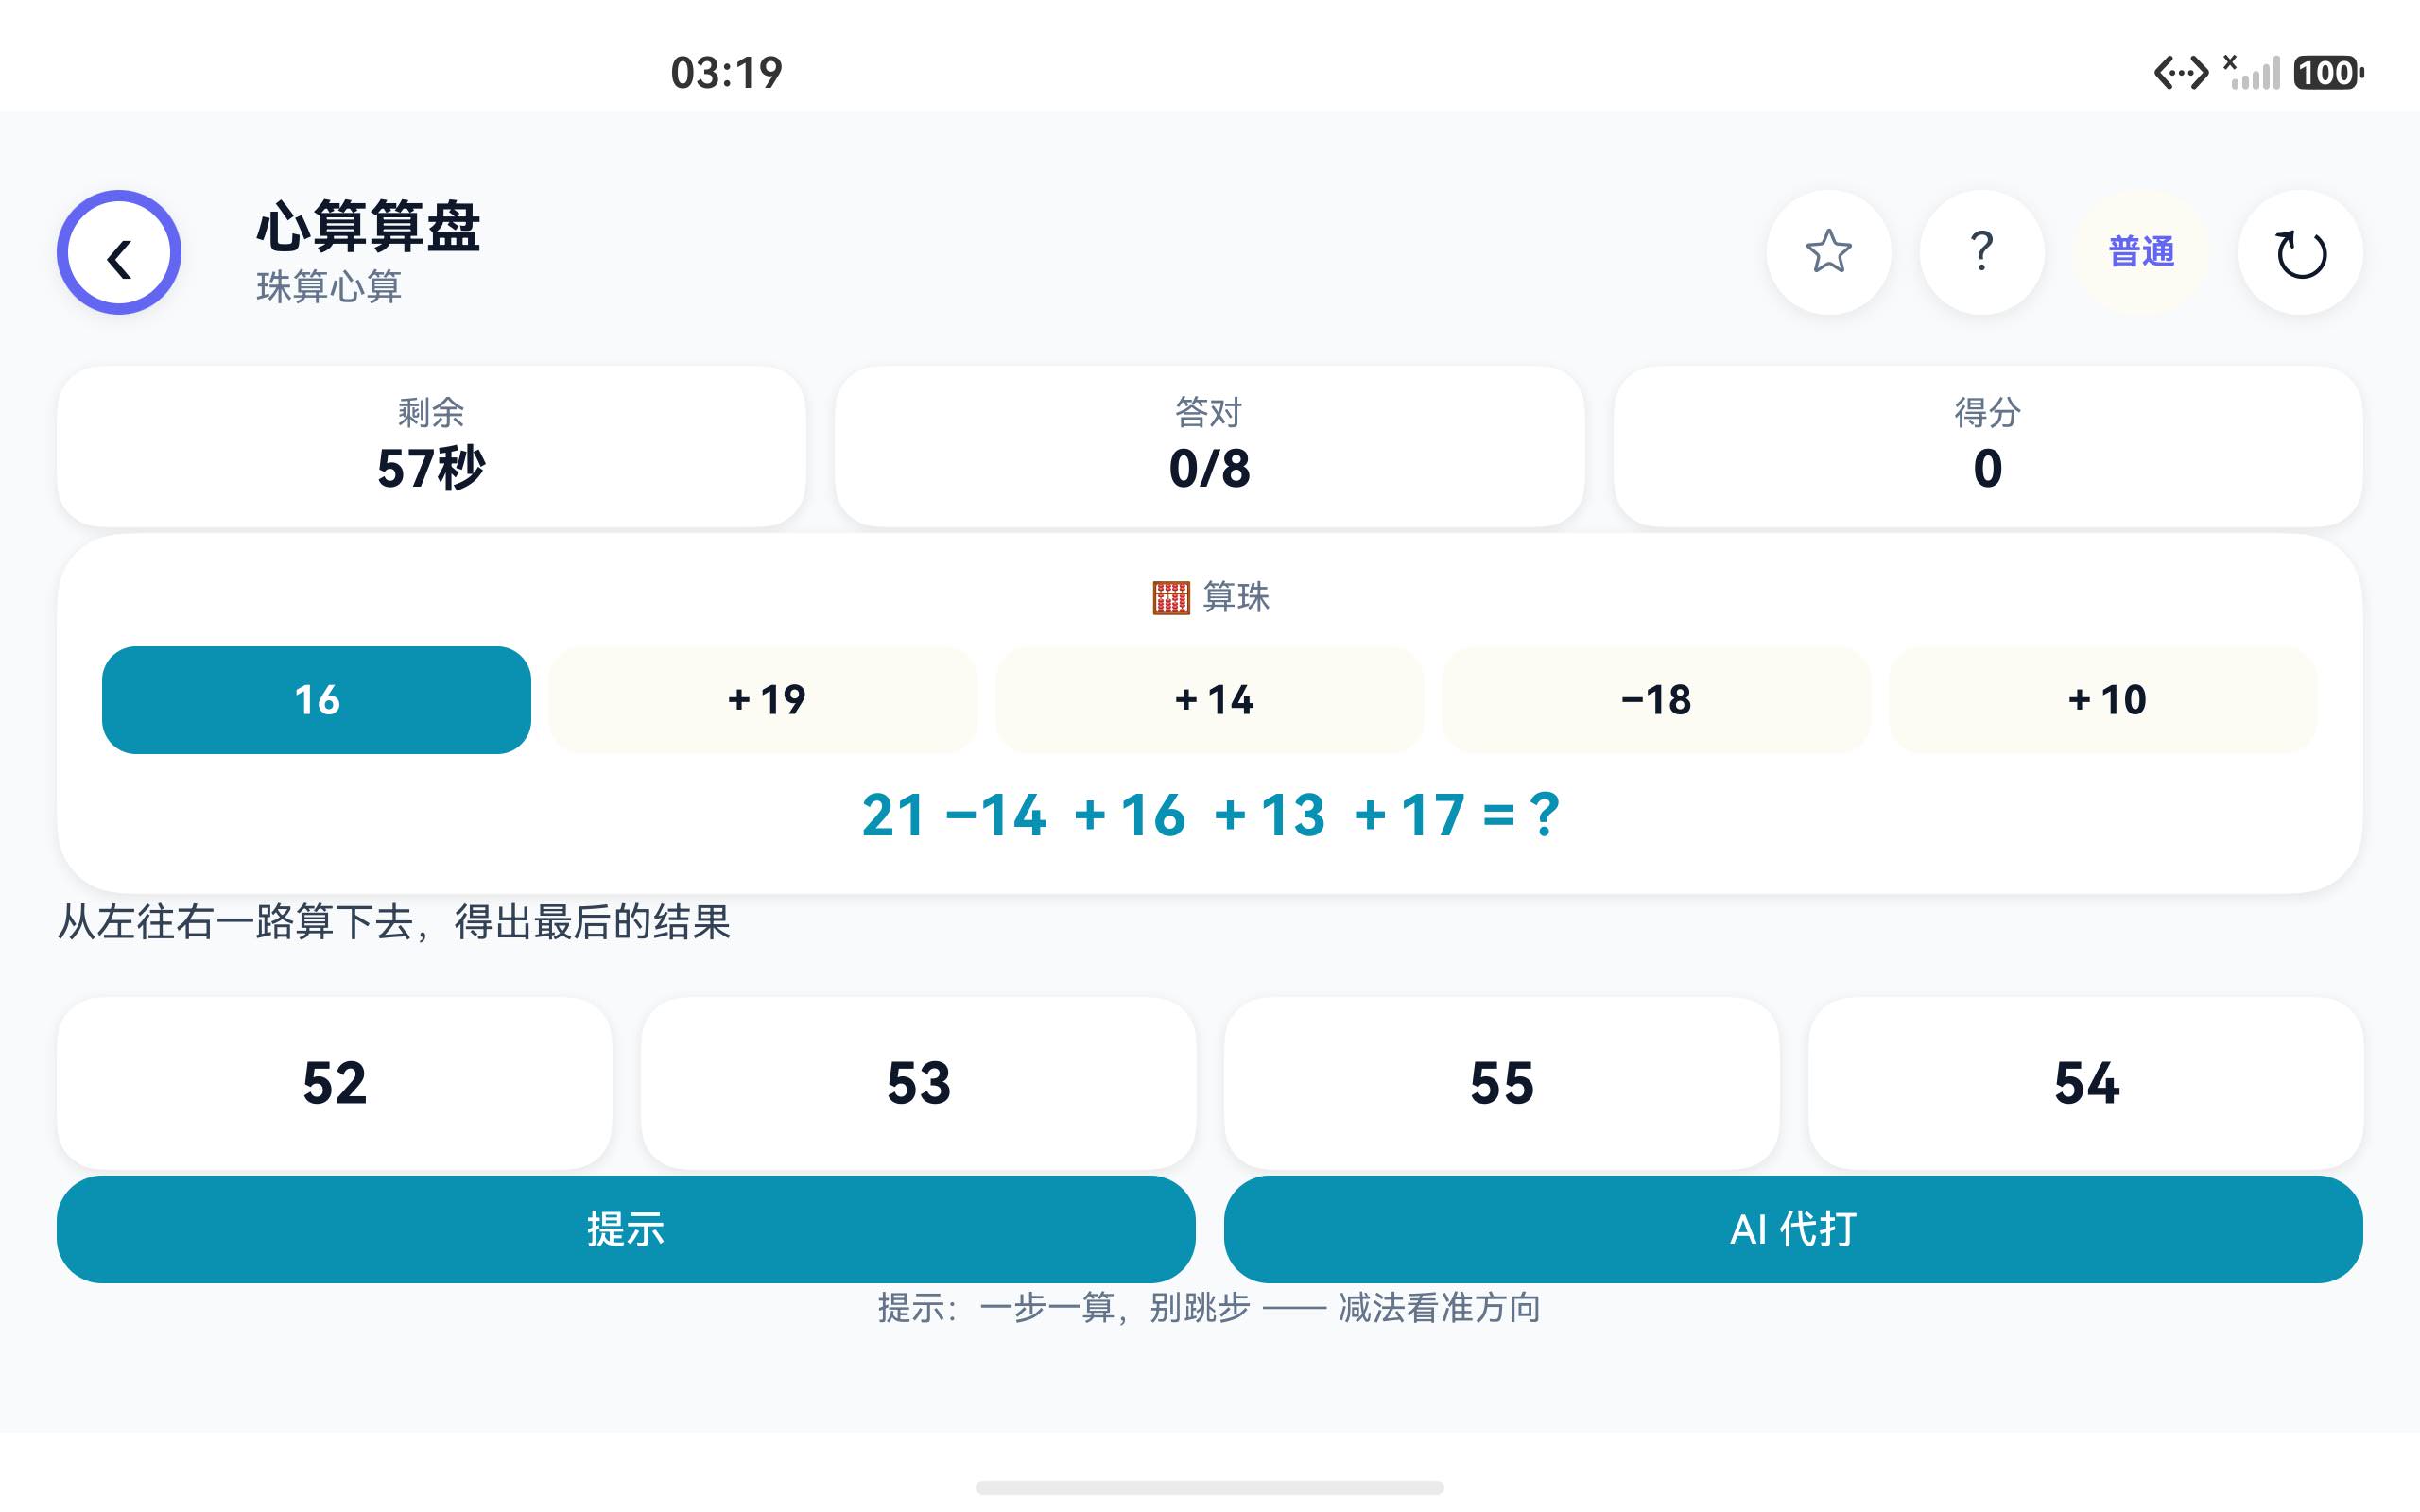 03:19
100
心算算盘
珠算心算
?
普通
剩余
57秒
答对
0/8
得分
0
算珠
16
+ 19
+ 14
−18
+ 10
21 −14 + 16 + 13 + 17 = ?
从左往右一路算下去，得出最后的结果
52
53
55
54
提示
AI 代打
提示：一步一算，别跳步 —— 减法看准方向